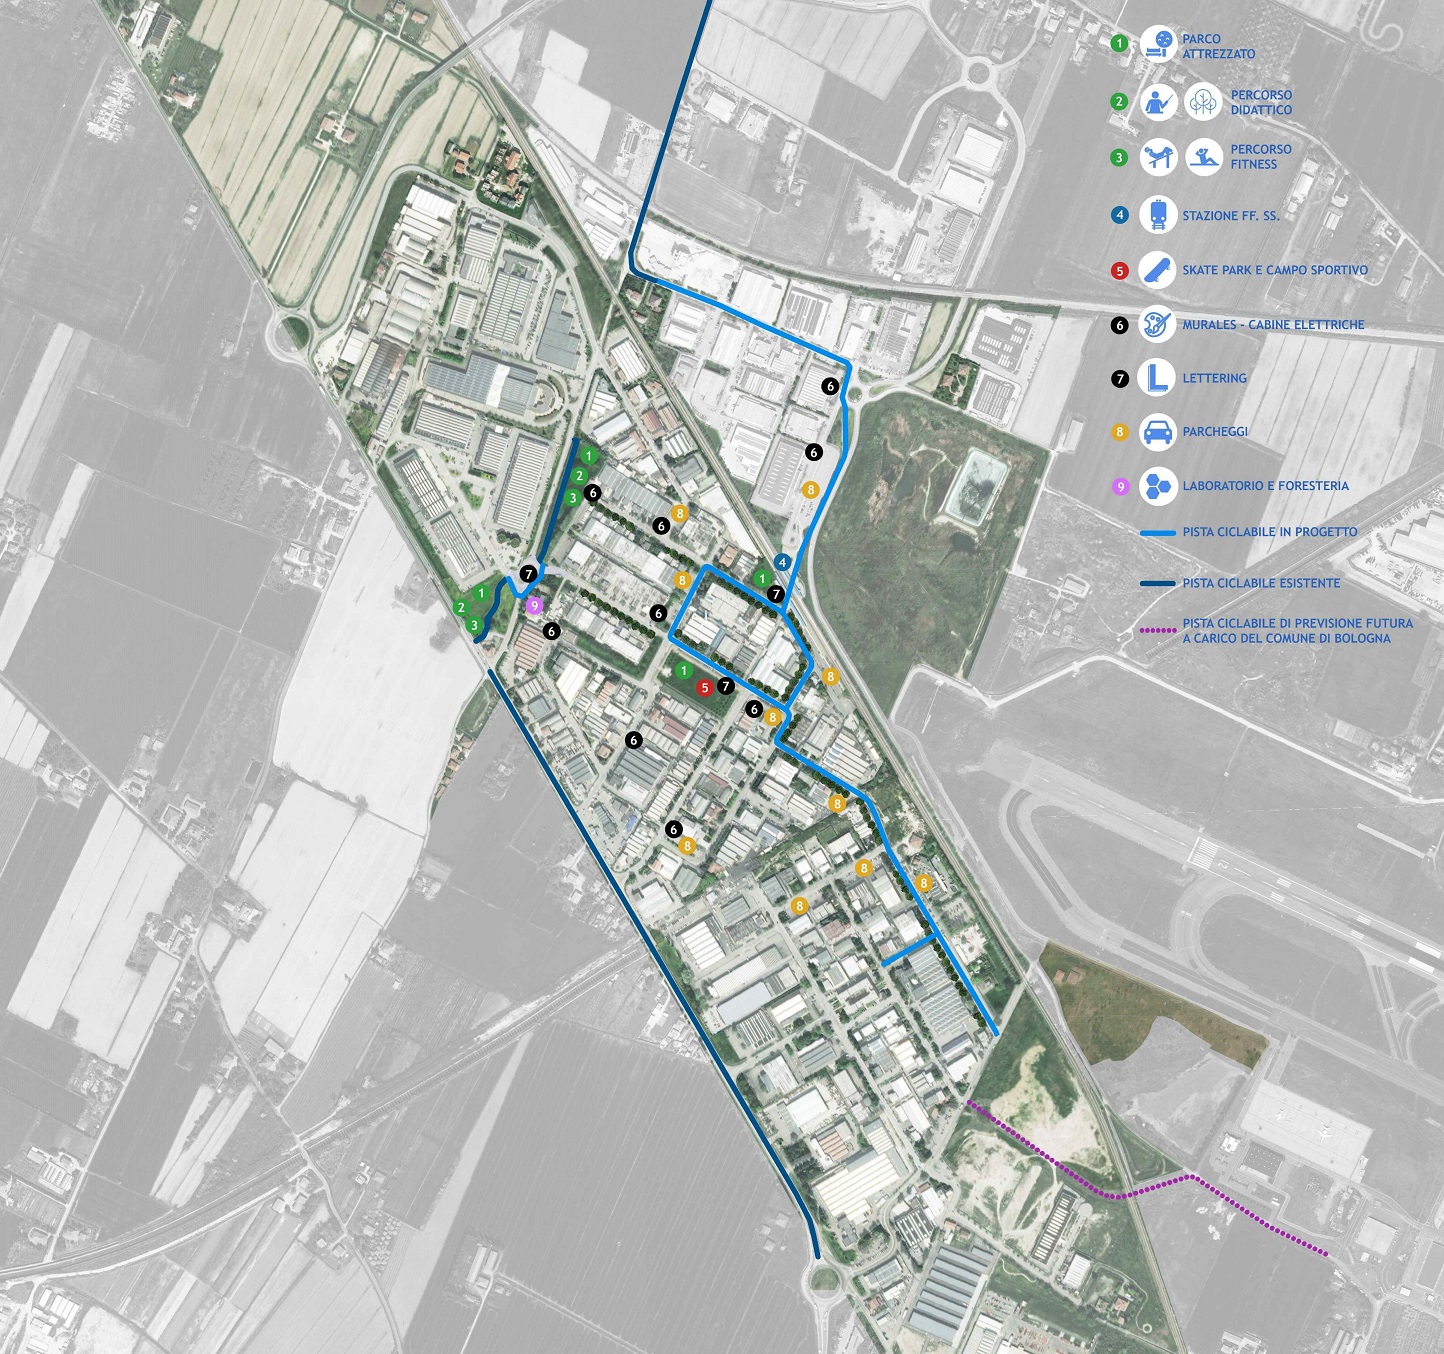 1 PARCO
ATTREZZATO
2 PERCORSO
DIDATTICO
3 PERCORSO
FITNESS
4 STAZIONE FF. SS.
5 SKATE PARK E CAMPO SPORTIVO
6 MURALES - CABINE ELETTRICHE
7 LETTERING
8 PARCHEGGI
9 LABORATORIO E FORESTERIA
PISTA CICLABILE IN PROGETTO
PISTA CICLABILE ESISTENTE
PISTA CICLABILE DI PREVISIONE FUTURA
A CARICO DEL COMUNE DI BOLOGNA
6
6
1
2
8
3
6
8
6
4
7
8
1
1
7
2
9
6
3
6
1
8
5
7
6
8
6
8
6
8
8
8
8